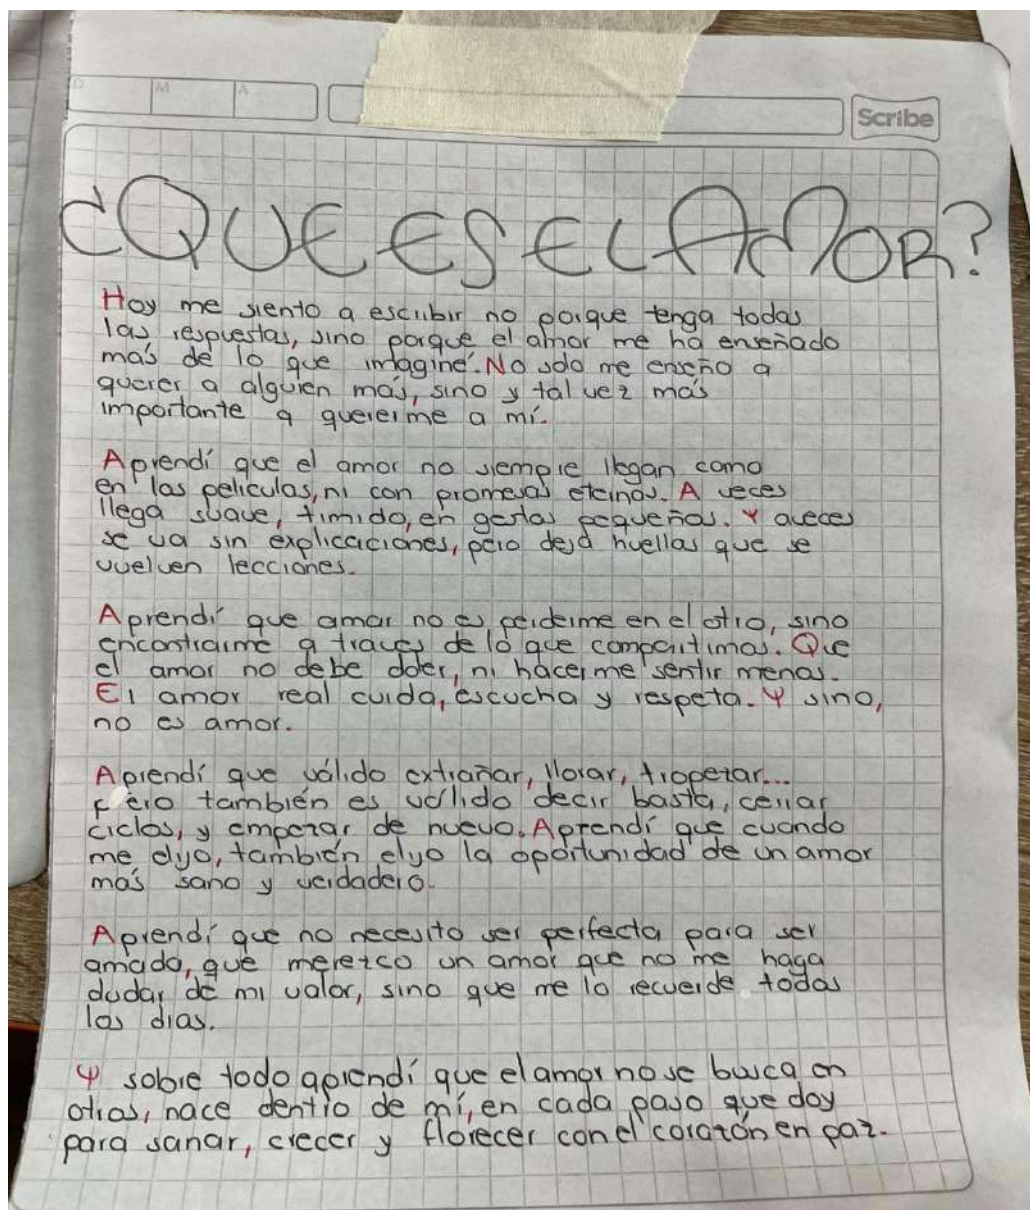 D M A
Scribe
¿QUE ES EL AMOR?
Hoy me siento a escribir no porque tenga todas
las respuestas, sino porque el amor me ha enseñado
más de lo que imaginé. No solo me enseño a
querer a alguien más, sino y tal vez más
importante a quererme a mí.
Aprendí que el amor no siempre llegan como
en las peliculas, ni con promesas eternas. A veces
llega suave, timido, en gestos pequeños. Y aveces
se va sin explicaciones, pero deja huellas que se
vuelven lecciones.
Aprendí que amar no es perderme en el otro, sino
encontrarme a traves de lo que compartimos. Que
el amor no debe doler, ni hacerme sentir menos.
El amor real cuida, escucha y respeta. Y sino,
no es amor.
Aprendí que válido extrañar, llorar, tropezar...
Pero también es válido decir basta, cerrar
ciclos, y empezar de nuevo. Aprendí que cuando
me elijo, también elijo la oportunidad de un amor
más sano y verdadero.
Aprendí que no necesito ser perfecta para ser
amada, que merezco un amor que no me haga
dudar de mi valor, sino que me lo recuerde todos
los dias.
Y sobre todo aprendí que el amor no se busca en
otros, nace dentro de mí, en cada paso que doy
para sanar, crecer y florecer con el corazón en paz.